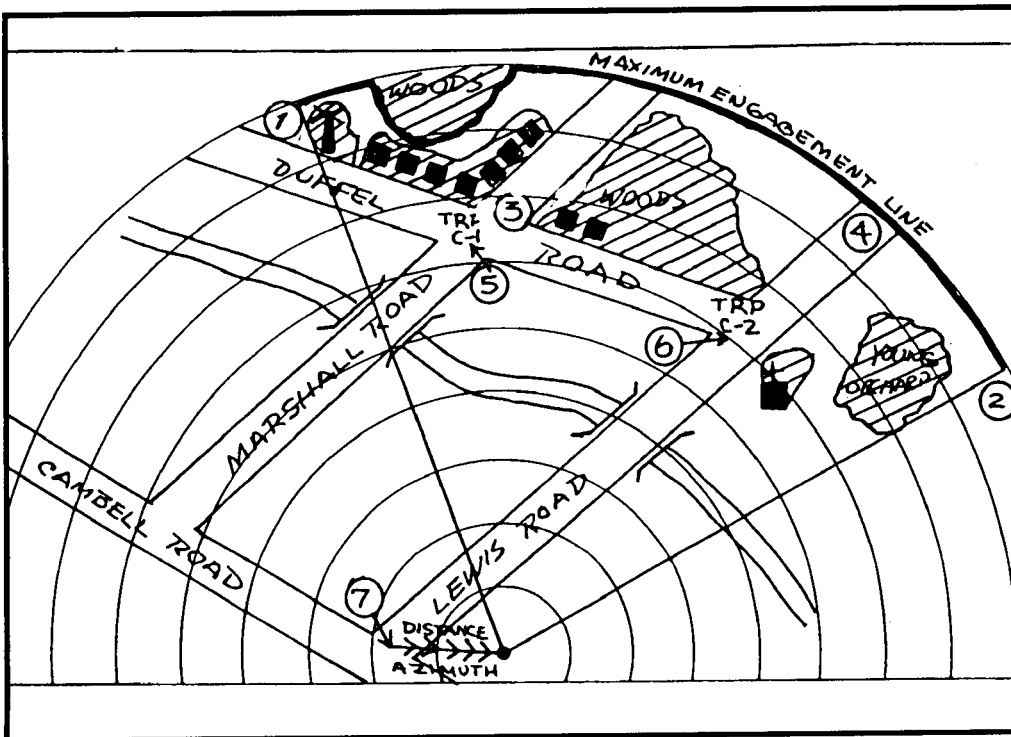 MAXIMUM ENGAGEMENT LINE
WOODS
1
DUFFEL
ROAD
WOODS
3
4
TRP
C-1
5
TRP
C-2
6
YOUNG
ORCHARD
2
MARSHALL ROAD
CAMBELL ROAD
LEWIS ROAD
7
DISTANCE
AZIMUTH